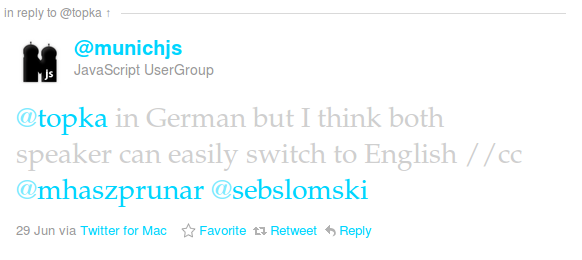 in reply to @topka ↑
@munichjs
JavaScript UserGroup
Js
@topka in German but I think both
speaker can easily switch to English //cc
@mhaszprunar @sebslomski
29 Jun via Twitter for Mac Favorite Retweet Reply